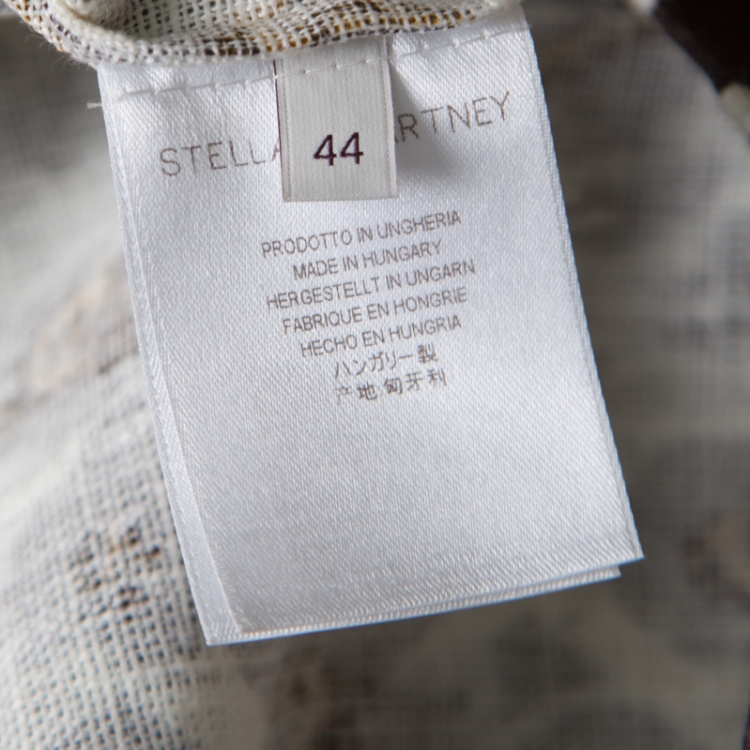 STELLA RTNEY
44
PRODOTTO IN UNGHERIA
MADE IN HUNGARY
HERGESTELLT IN UNGARN
FABRIQUE EN HONGRIE
HECHO EN HUNGRIA
ハンガリー製
产地:匈牙利